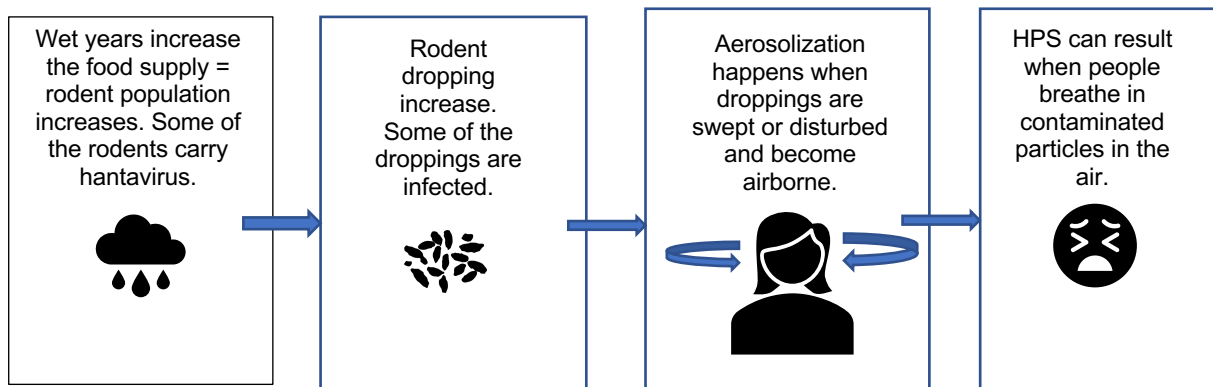 Wet years increase
the food supply =
rodent population
increases. Some of
the rodents carry
hantavirus.
Rodent
dropping
increase.
Some of the
droppings are
infected.
Aerosolization
happens when
droppings are
swept or disturbed
and become
airborne.
HPS can result
when people
breathe in
contaminated
particles in the
air.